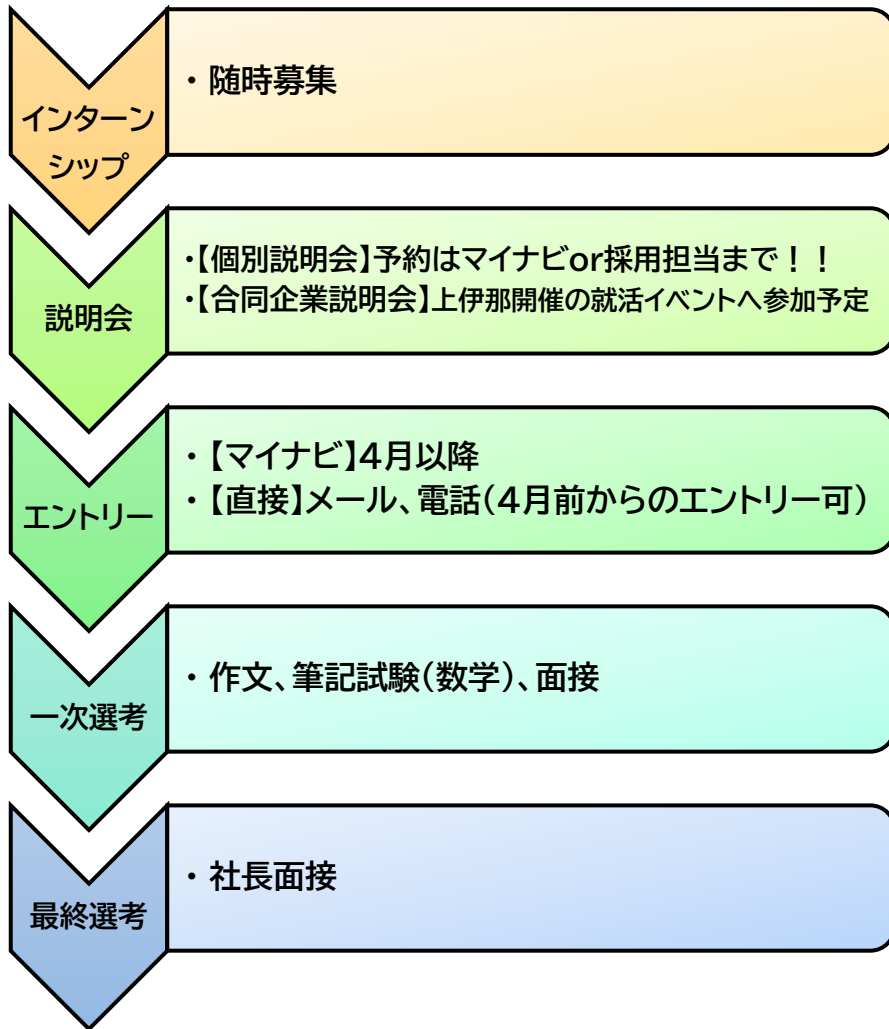 インターン
シップ
・ 随時募集
説明会
・【個別説明会】予約はマイナビor採用担当まで！！
・【合同企業説明会】上伊那開催の就活イベントへ参加予定
エントリー
・【マイナビ】4月以降
・【直接】メール、電話(4月前からのエントリー可)
一次選考
・ 作文、筆記試験(数学)、面接
最終選考
・ 社長面接